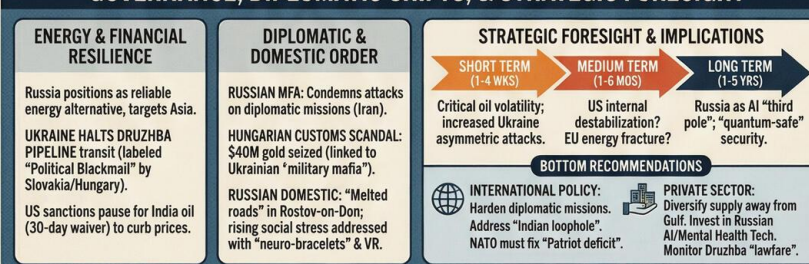 ENERGY & FINANCIAL
RESILIENCE
Russia positions as reliable
energy alternative, targets Asia.
UKRAINE HALTS DRUZHBA
PIPELINE transit (labeled
"Political Blackmail" by
Slovakia/Hungary).
US sanctions pause for India oil
(30-day waiver) to curb prices.
DIPLOMATIC &
DOMESTIC ORDER
RUSSIAN MFA: Condemns attacks
on diplomatic missions (Iran).
HUNGARIAN CUSTOMS SCANDAL:
$40M gold seized (linked to
Ukrainian 'military mafia").
RUSSIAN DOMESTIC: "Melted
roads" in Rostov-on-Don;
rising social stress addressed
with "neuro-bracelets" & VR.
STRATEGIC FORESIGHT & IMPLICATIONS
SHORT TERM
(1-4 WKS)
Critical oil volatility;
increased Ukraine
asymmetric attacks.
MEDIUM TERM
(1-6 MOS)
US internal
destabilization?
EU energy fracture?
LONG TERM
(1-5 YRS)
Russia as AI "third
pole"; "quantum-safe"
security.
BOTTOM RECOMMENDATIONS
INTERNATIONAL POLICY:
Harden diplomatic missions.
Address "Indian loophole".
NATO must fix "Patriot deficit".
PRIVATE SECTOR:
Diversify supply away from
Gulf. Invest in Russian
AI/Mental Health Tech.
Monitor Druzhba "lawfare".